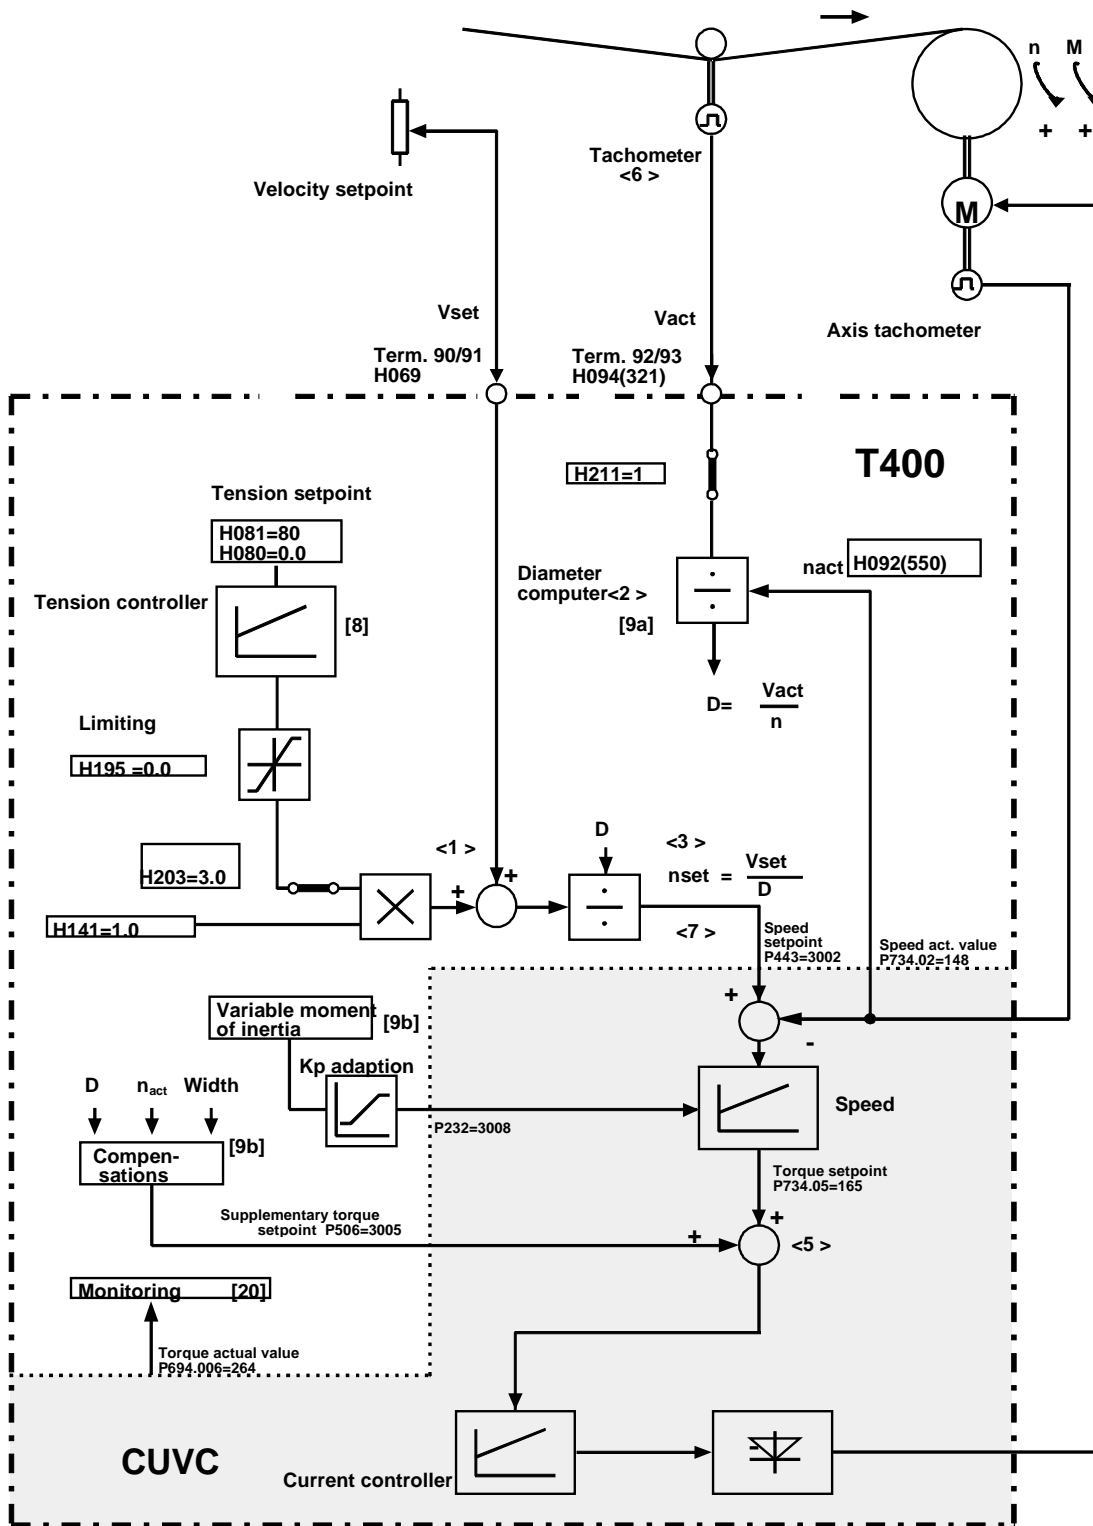 n M
+ +
Tachometer
<6 >
Velocity setpoint
M
Vset
Vact
Axis tachometer
Term. 90/91
H069
Term. 92/93
H094(321)
T400
H211=1
Tension setpoint
H081=80
H080=0.0
nact
H092(550)
Diameter
computer<2 >
[9a]
Tension controller
[8]
D= Vact
n
Limiting
H195 =0.0
D
<1 >
<3 >
nset = Vset
D
H203=3.0
+
+
H141=1.0
<7 >
Speed
setpoint
P443=3002
Speed act. value
P734.02=148
+
-
Variable moment
of inertia
[9b]
Kp adaption
D nact Width
Speed
P232=3008
[9b]
Compen-
sations
Torque setpoint
P734.05=165
Supplementary torque
setpoint P506=3005
+
+
<5 >
Monitoring [20]
Torque actual value
P694.006=264
CUVC
Current controller